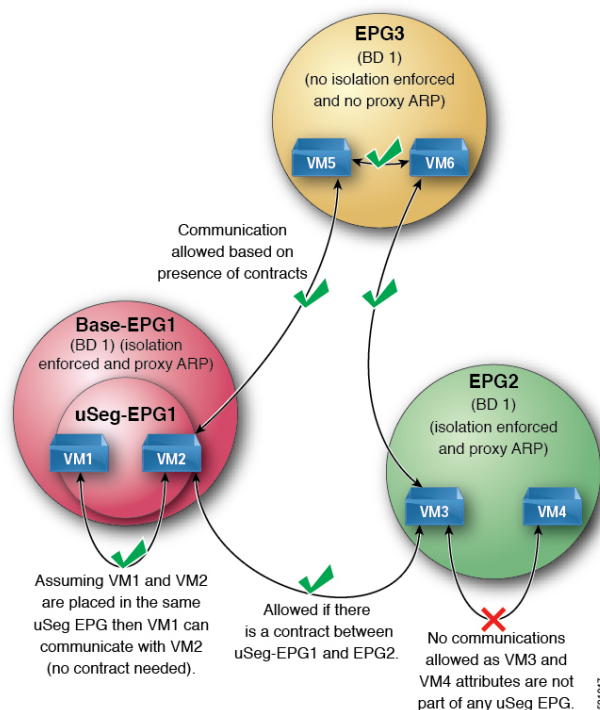 EPG3
(BD 1)
(no isolation enforced
and no proxy ARP)
VM5
VM6
Communication
allowed based on
presence of contracts
Base-EPG1
(BD 1) (isolation
enforced and proxy ARP)
uSeg-EPG1
VM1
VM2
EPG2
(BD 1)
(isolation enforced
and proxy ARP)
VM3
VM4
Assuming VM1 and VM2
are placed in the same
uSeg EPG then VM1 can
communicate with VM2
(no contract needed).
Allowed if there
is a contract between
uSeg-EPG1 and EPG2.
No communications
allowed as VM3 and
VM4 attributes are not
part of any uSeg EPG.